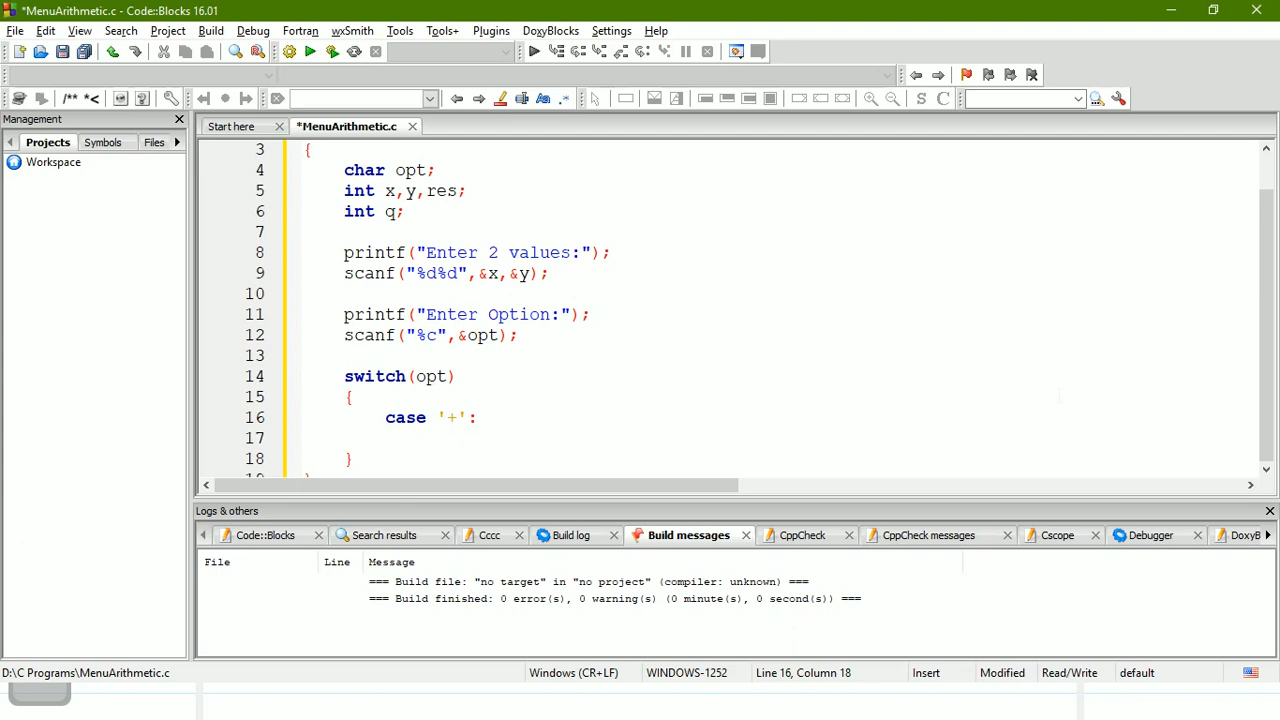 *MenuArithmetic.c - Code::Blocks 16.01
File Edit View Search Project Build Debug Fortran wxSmith Tools Tools+ Plugins DoxyBlocks Settings Help
/** *< S C
Management
Projects Symbols Files
Workspace
Start here *MenuArithmetic.c
3 {
4 char opt;
5 int x,y,res;
6 int q;
7
8 printf("Enter 2 values:");
9 scanf("%d%d",&x,&y);
10
11 printf("Enter Option:");
12 scanf("%c",&opt);
13
14 switch(opt)
15 {
16 case '+':
17
18 }
Logs & others
Code::Blocks Search results Cccc Build log Build messages CppCheck CppCheck messages Cscope Debugger DoxyB
File Line Message
=== Build file: "no target" in "no project" (compiler: unknown) ===
=== Build finished: 0 error(s), 0 warning(s) (0 minute(s), 0 second(s)) ===
D:\C Programs\MenuArithmetic.c Windows (CR+LF) WINDOWS-1252 Line 16, Column 18 Insert Modified Read/Write default